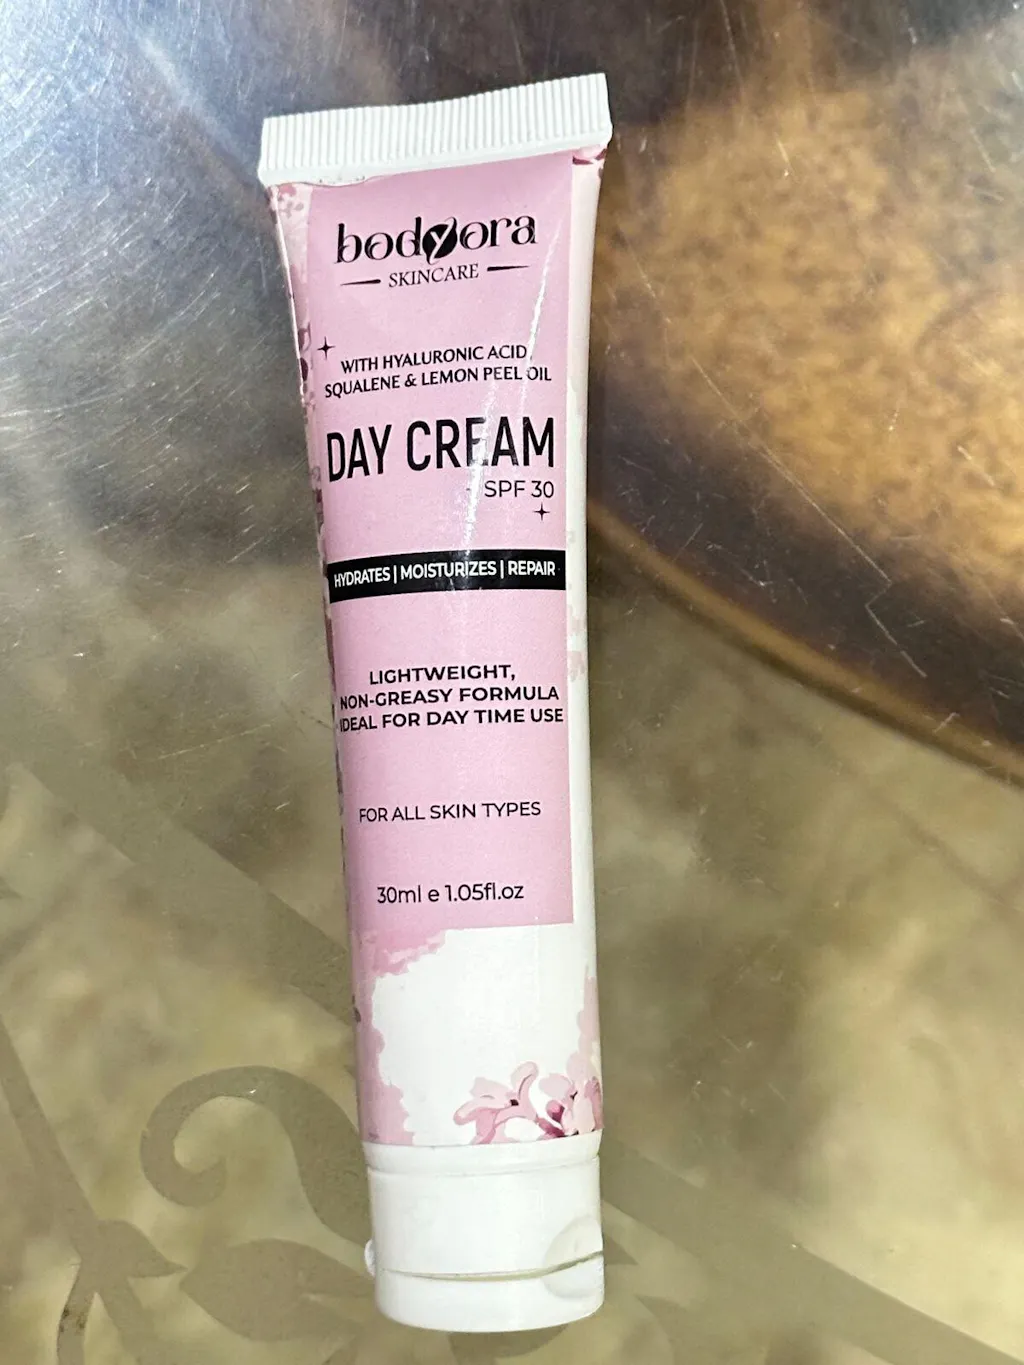 bodyora
SKINCARE
WITH HYALURONIC ACID,
SQUALENE & LEMON PEEL OIL
DAY CREAM
SPF 30
HYDRATES | MOISTURIZES | REPAIR
LIGHTWEIGHT,
NON-GREASY FORMULA
IDEAL FOR DAY TIME USE
FOR ALL SKIN TYPES
30ml e 1.05fl.oz